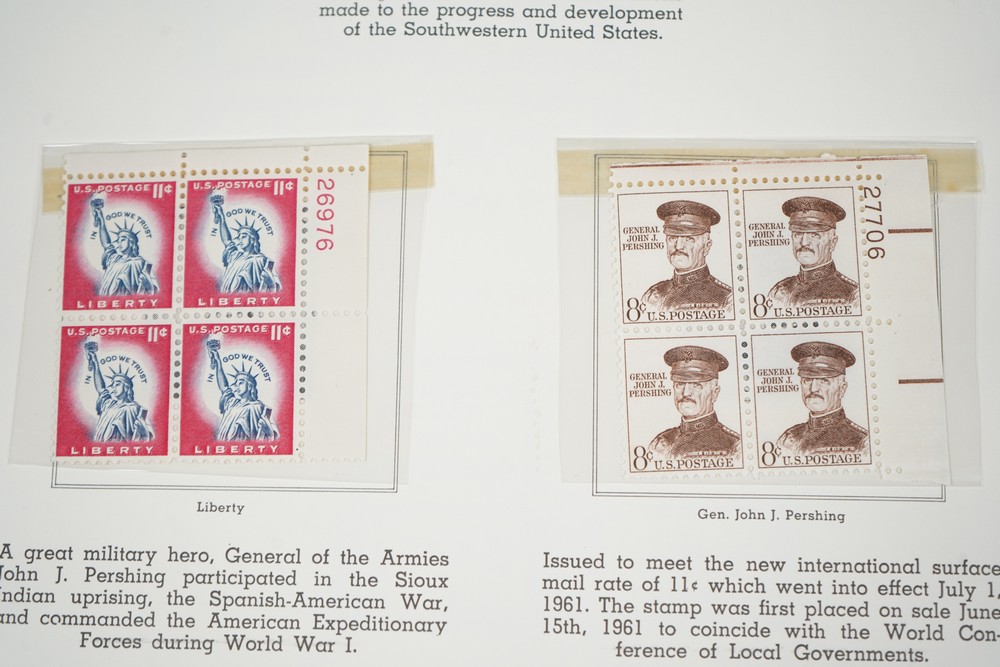 made to the progress and development
of the Southwestern United States.
U.S. POSTAGE 11¢
IN GOD WE TRUST
LIBERTY
U.S. POSTAGE 11¢
IN GOD WE TRUST
LIBERTY
26976
U.S. POSTAGE 11¢
IN GOD WE TRUST
LIBERTY
U.S. POSTAGE 11¢
IN GOD WE TRUST
LIBERTY
Liberty
A great military hero, General of the Armies
John J. Pershing participated in the Sioux
Indian uprising, the Spanish-American War,
and commanded the American Expeditionary
Forces during World War I.
GENERAL
JOHN J.
PERSHING
8¢ U.S. POSTAGE
GENERAL
JOHN J.
PERSHING
8¢ U.S. POSTAGE
27706
GENERAL
JOHN J.
PERSHING
8¢ U.S. POSTAGE
GENERAL
JOHN J.
PERSHING
8¢ U.S. POSTAGE
Gen. John J. Pershing
Issued to meet the new international surface
mail rate of 11¢ which went into effect July 1,
1961. The stamp was first placed on sale June
15th, 1961 to coincide with the World Con-
ference of Local Governments.